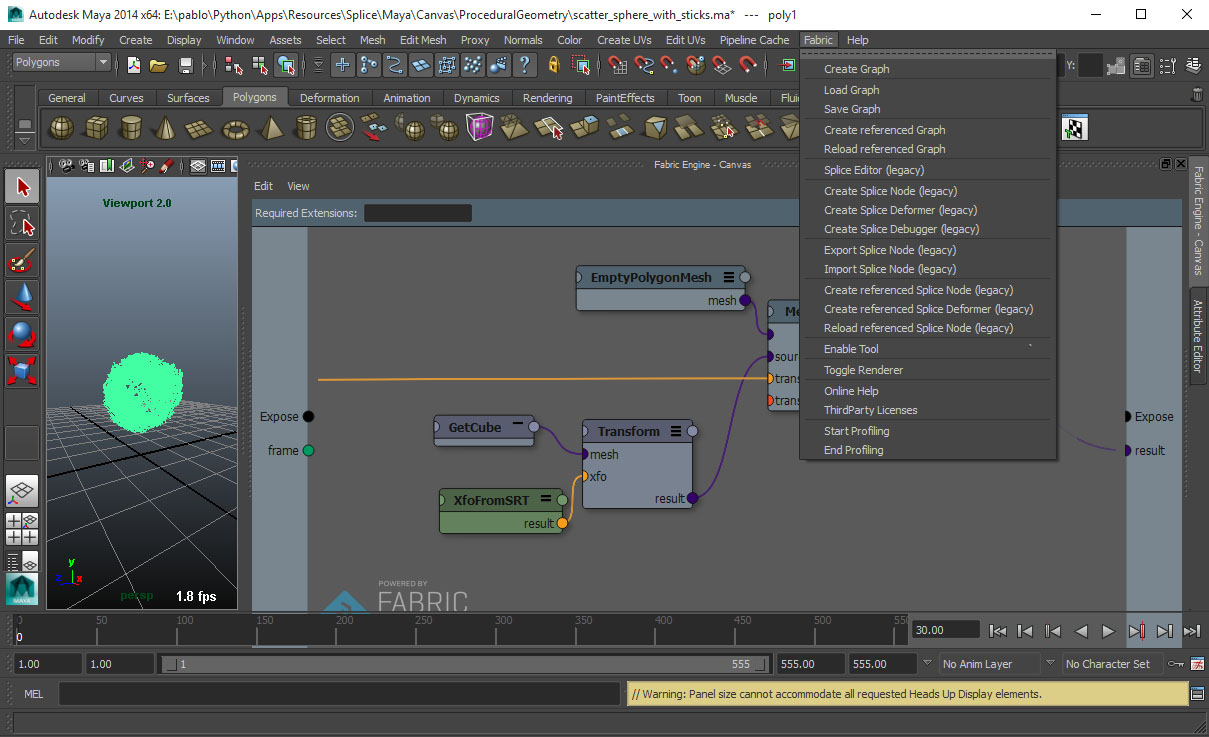 Autodesk Maya 2014 x64: E:\pablo\Python\Apps\Resources\Splice\Maya\Canvas\ProceduralGeometry\scatter_sphere_with_sticks.ma* --- poly1
File Edit Modify Create Display Window Assets Select Mesh Edit Mesh Proxy Normals Color Create UVs Edit UVs Pipeline Cache Fabric Help
Polygons
Y:
General Curves Surfaces Polygons Deformation Animation Dynamics Rendering PaintEffects Toon Muscle
Create Graph
Load Graph
Save Graph
Create referenced Graph
Reload referenced Graph
Splice Editor (legacy)
Create Splice Node (legacy)
Create Splice Deformer (legacy)
Create Splice Debugger (legacy)
Export Splice Node (legacy)
Import Splice Node (legacy)
Create referenced Splice Node (legacy)
Create referenced Splice Deformer (legacy)
Reload referenced Splice Node (legacy)
Enable Tool `
Toggle Renderer
Online Help
ThirdParty Licenses
Start Profiling
End Profiling
Fabric Engine - Canvas
Edit View
Required Extensions:
Viewport 2.0
EmptyPolygonMesh
mesh
GetCube
Transform
mesh
xfo
result
XfoFromSRT
result
Expose
frame
Expose
result
POWERED BY
FABRIC
y
z x
persp
1.8 fps
Fabric Engine - Canvas
Attribute Editor
MAYA
0 50 100 150 200 250 300 350 400 450 500 550
0
30.00
1.00 1.00 1 555 555.00 555.00 No Anim Layer No Character Set
MEL
// Warning: Panel size cannot accommodate all requested Heads Up Display elements.